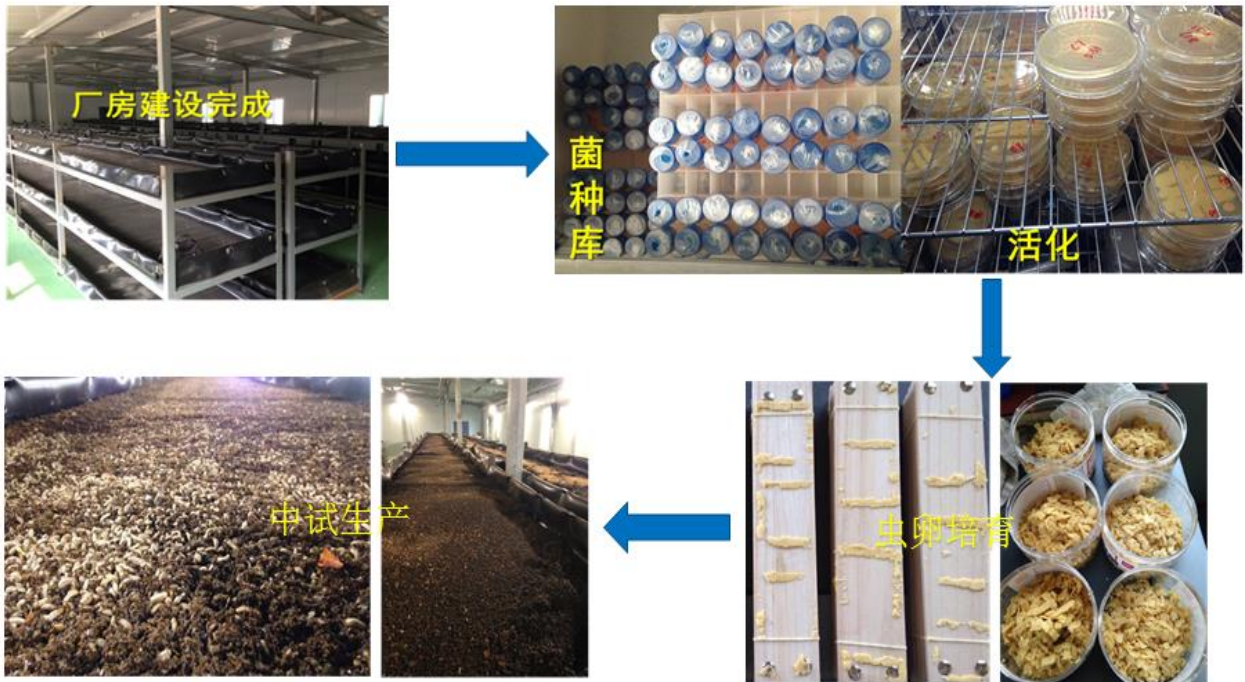 厂房建设完成
菌种库
活化
虫卵培育
中试生产